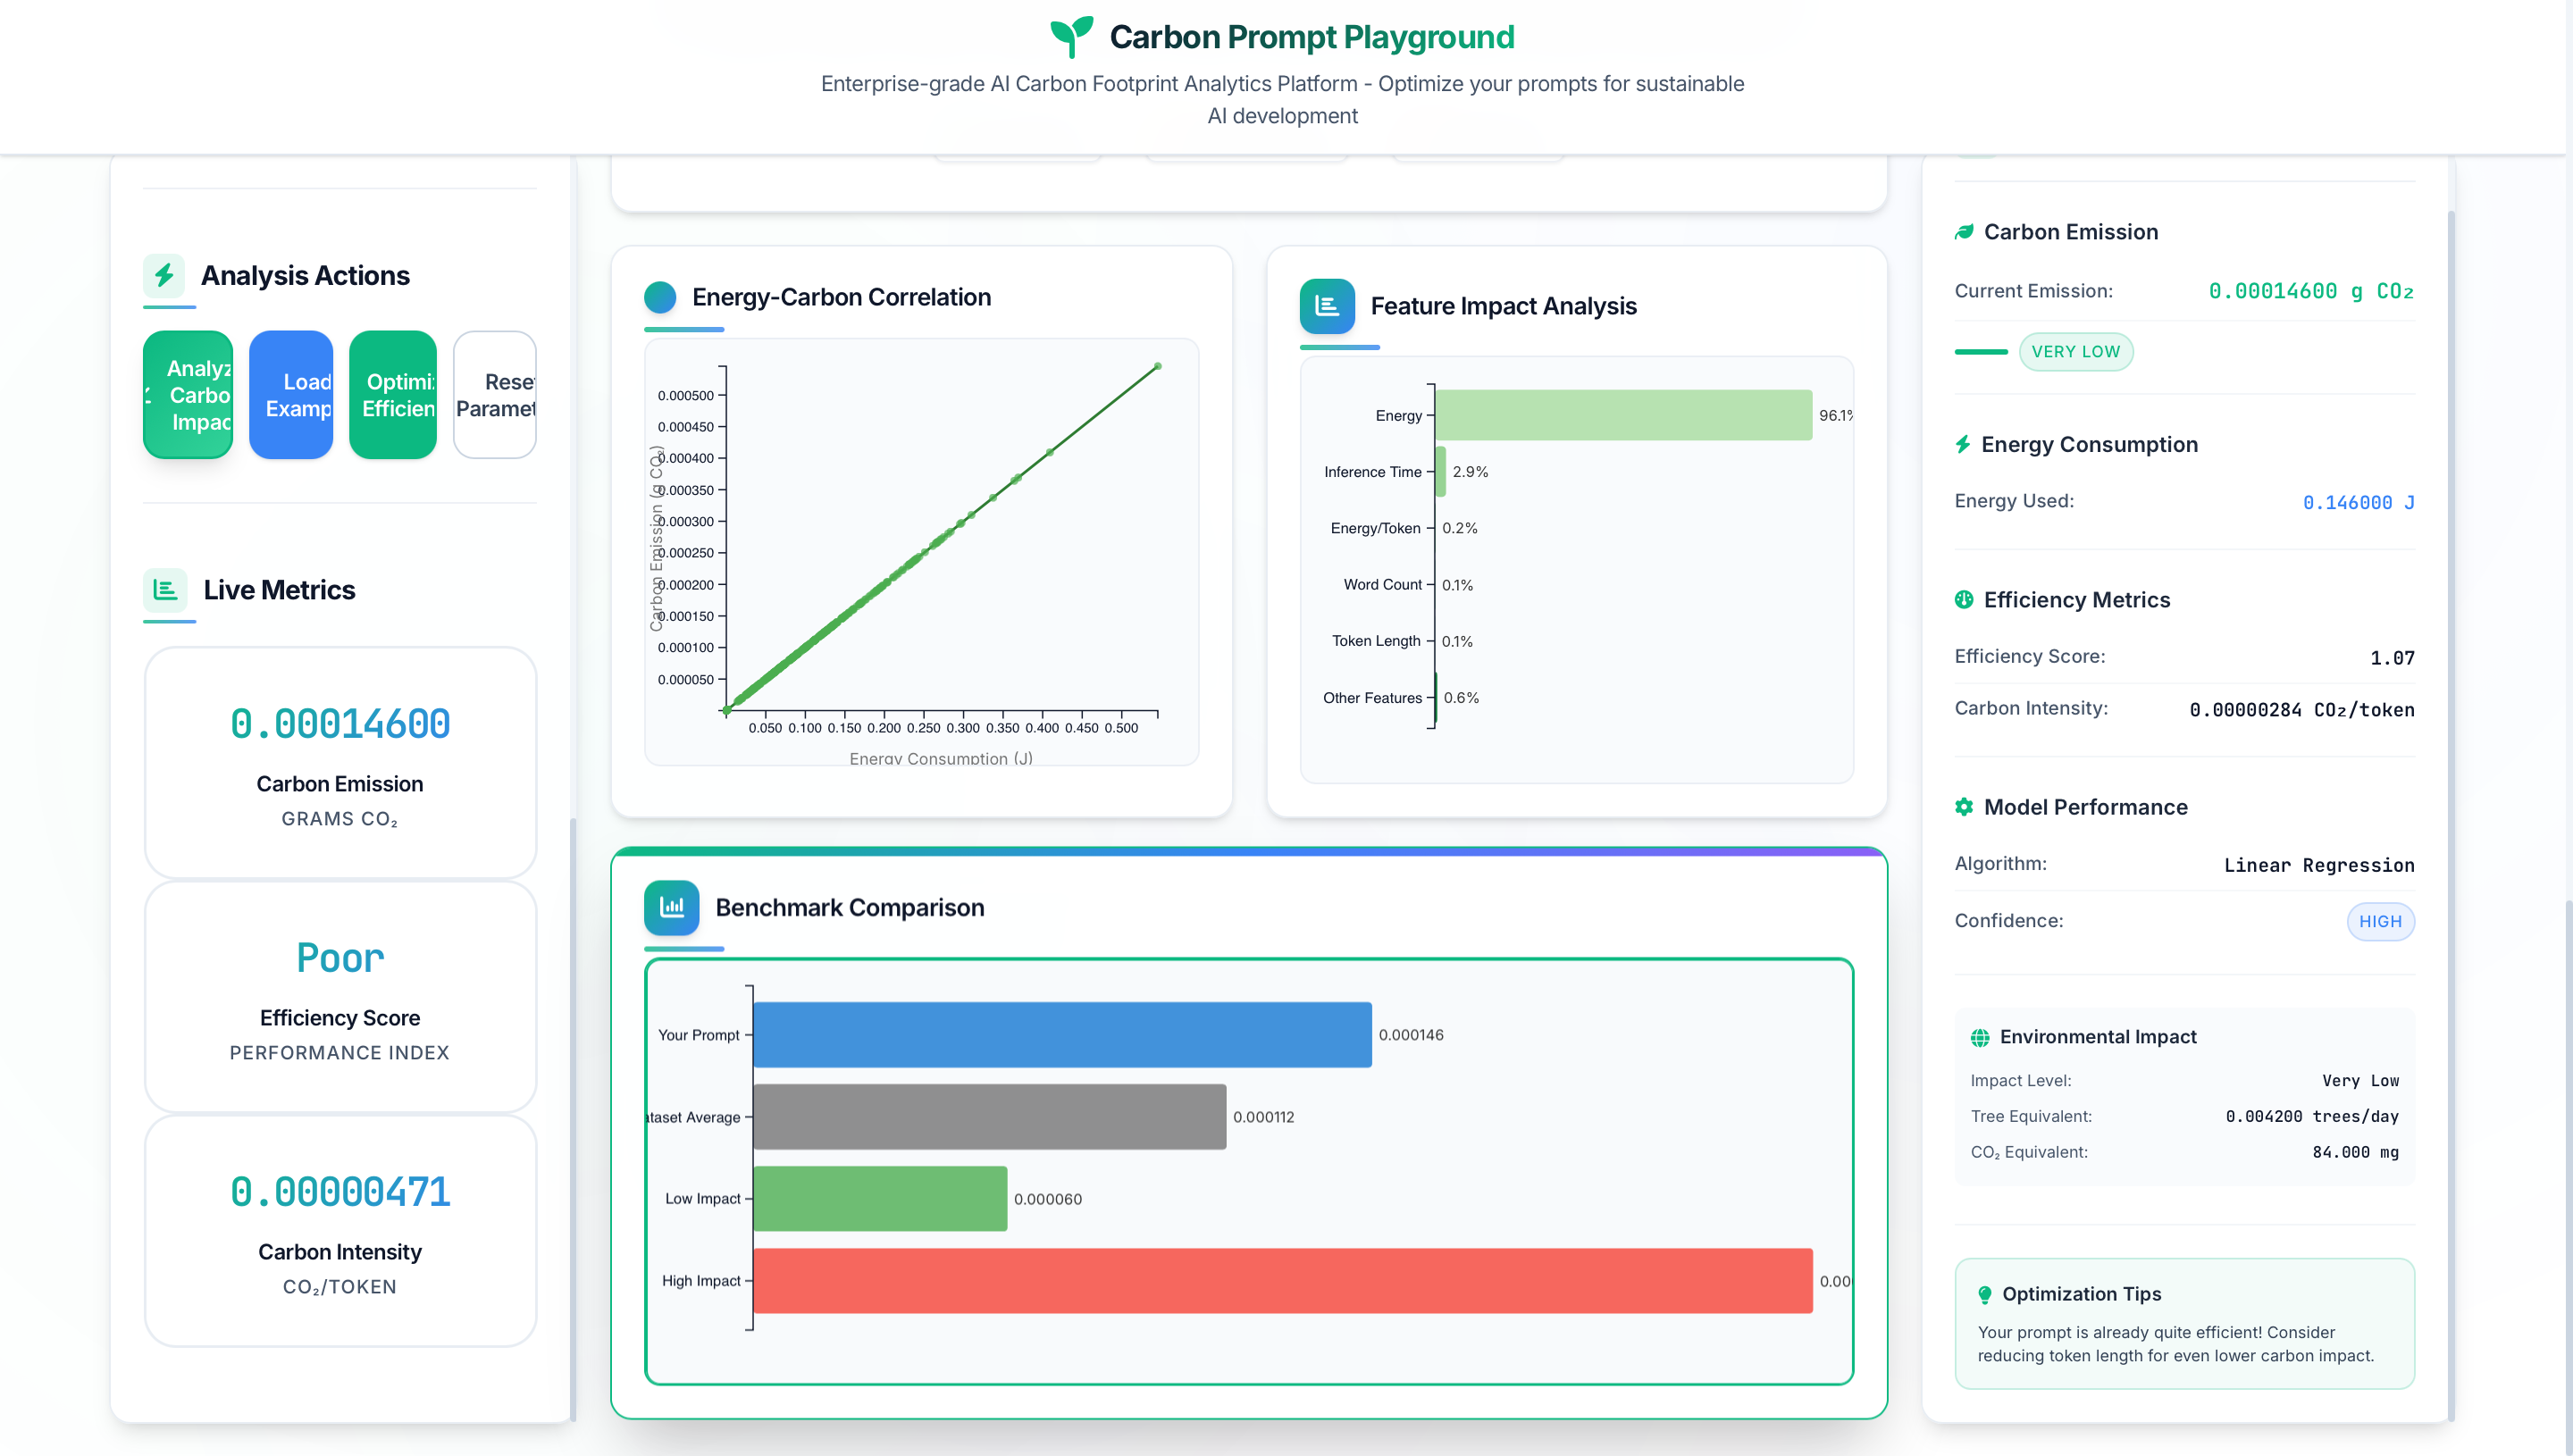 Carbon Prompt Playground
Enterprise-grade AI Carbon Footprint Analytics Platform - Optimize your prompts for sustainable
AI development
Analysis Actions
Analyz
Carbo
Impac
Load
Examp
Optimi
Efficien
Rese
Paramet
Live Metrics
0.00014600
Carbon Emission
GRAMS CO₂
Poor
Efficiency Score
PERFORMANCE INDEX
0.00000471
Carbon Intensity
CO₂/TOKEN
Energy-Carbon Correlation
Carbon Emission (g CO₂)
0.000500
0.000450
0.000400
0.000350
0.000300
0.000250
0.000200
0.000150
0.000100
0.000050
0.050 0.100 0.150 0.200 0.250 0.300 0.350 0.400 0.450 0.500
Energy Consumption (J)
Feature Impact Analysis
Energy 96.1%
Inference Time 2.9%
Energy/Token 0.2%
Word Count 0.1%
Token Length 0.1%
Other Features 0.6%
Benchmark Comparison
Your Prompt 0.000146
ataset Average 0.000112
Low Impact 0.000060
High Impact 0.00
Carbon Emission
Current Emission: 0.00014600 g CO₂
VERY LOW
Energy Consumption
Energy Used: 0.146000 J
Efficiency Metrics
Efficiency Score: 1.07
Carbon Intensity: 0.00000284 CO₂/token
Model Performance
Algorithm: Linear Regression
Confidence: HIGH
Environmental Impact
Impact Level: Very Low
Tree Equivalent: 0.004200 trees/day
CO₂ Equivalent: 84.000 mg
Optimization Tips
Your prompt is already quite efficient! Consider
reducing token length for even lower carbon impact.